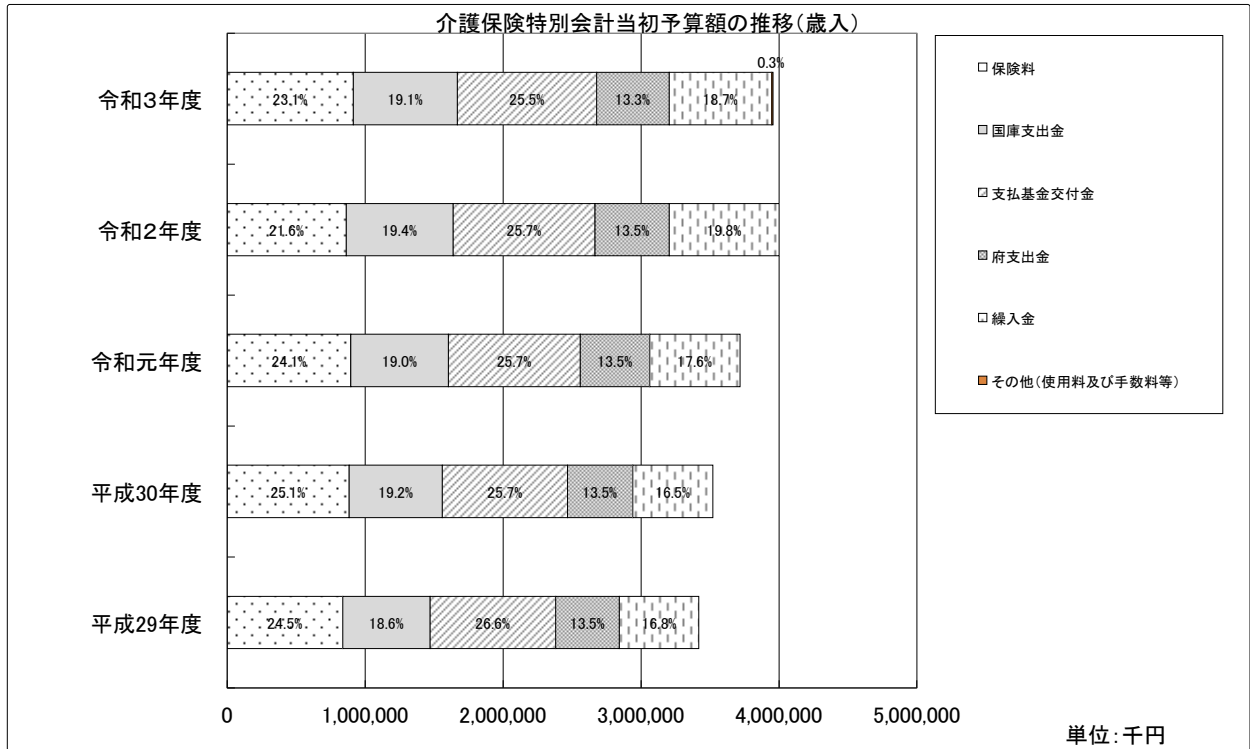 介護保険特別会計当初予算額の推移(歳入)
0.3%
令和3年度 23.1% 19.1% 25.5% 13.3% 18.7%
令和2年度 21.6% 19.4% 25.7% 13.5% 19.8%
令和元年度 24.1% 19.0% 25.7% 13.5% 17.6%
平成30年度 25.1% 19.2% 25.7% 13.5% 16.5%
平成29年度 24.5% 18.6% 26.6% 13.5% 16.8%
0 1,000,000 2,000,000 3,000,000 4,000,000 5,000,000
単位:千円
保険料
国庫支出金
支払基金交付金
府支出金
繰入金
その他(使用料及び手数料等)